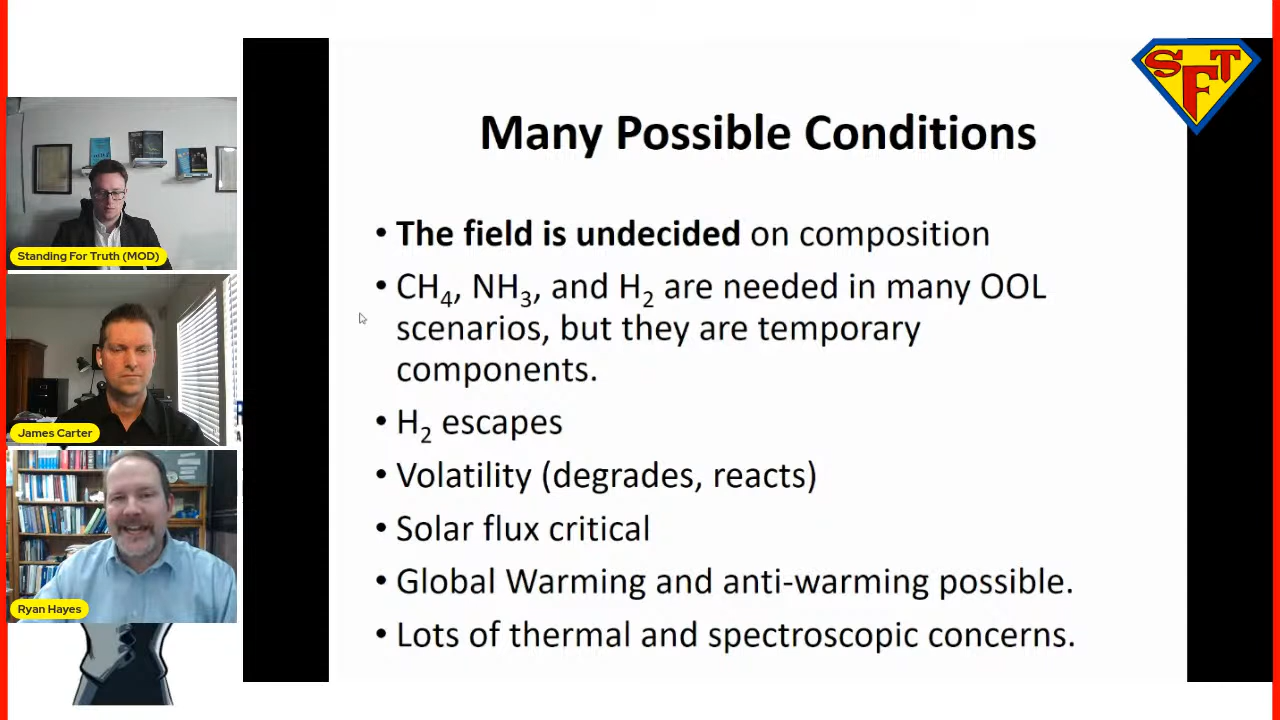 SFT
Many Possible Conditions
• The field is undecided on composition
• CH₄, NH₃, and H₂ are needed in many OOL
scenarios, but they are temporary
components.
• H₂ escapes
• Volatility (degrades, reacts)
• Solar flux critical
• Global Warming and anti-warming possible.
• Lots of thermal and spectroscopic concerns.
Standing For Truth (MOD)
James Carter
Ryan Hayes